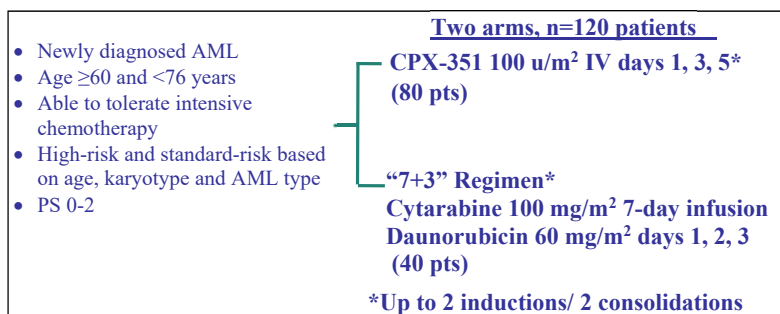 • Newly diagnosed AML
• Age ≥60 and <76 years
• Able to tolerate intensive
chemotherapy
• High-risk and standard-risk based
on age, karyotype and AML type
• PS 0-2
Two arms, n=120 patients
CPX-351 100 u/m² IV days 1, 3, 5*
(80 pts)
“7+3” Regimen*
Cytarabine 100 mg/m² 7-day infusion
Daunorubicin 60 mg/m² days 1, 2, 3
(40 pts)
*Up to 2 inductions/ 2 consolidations